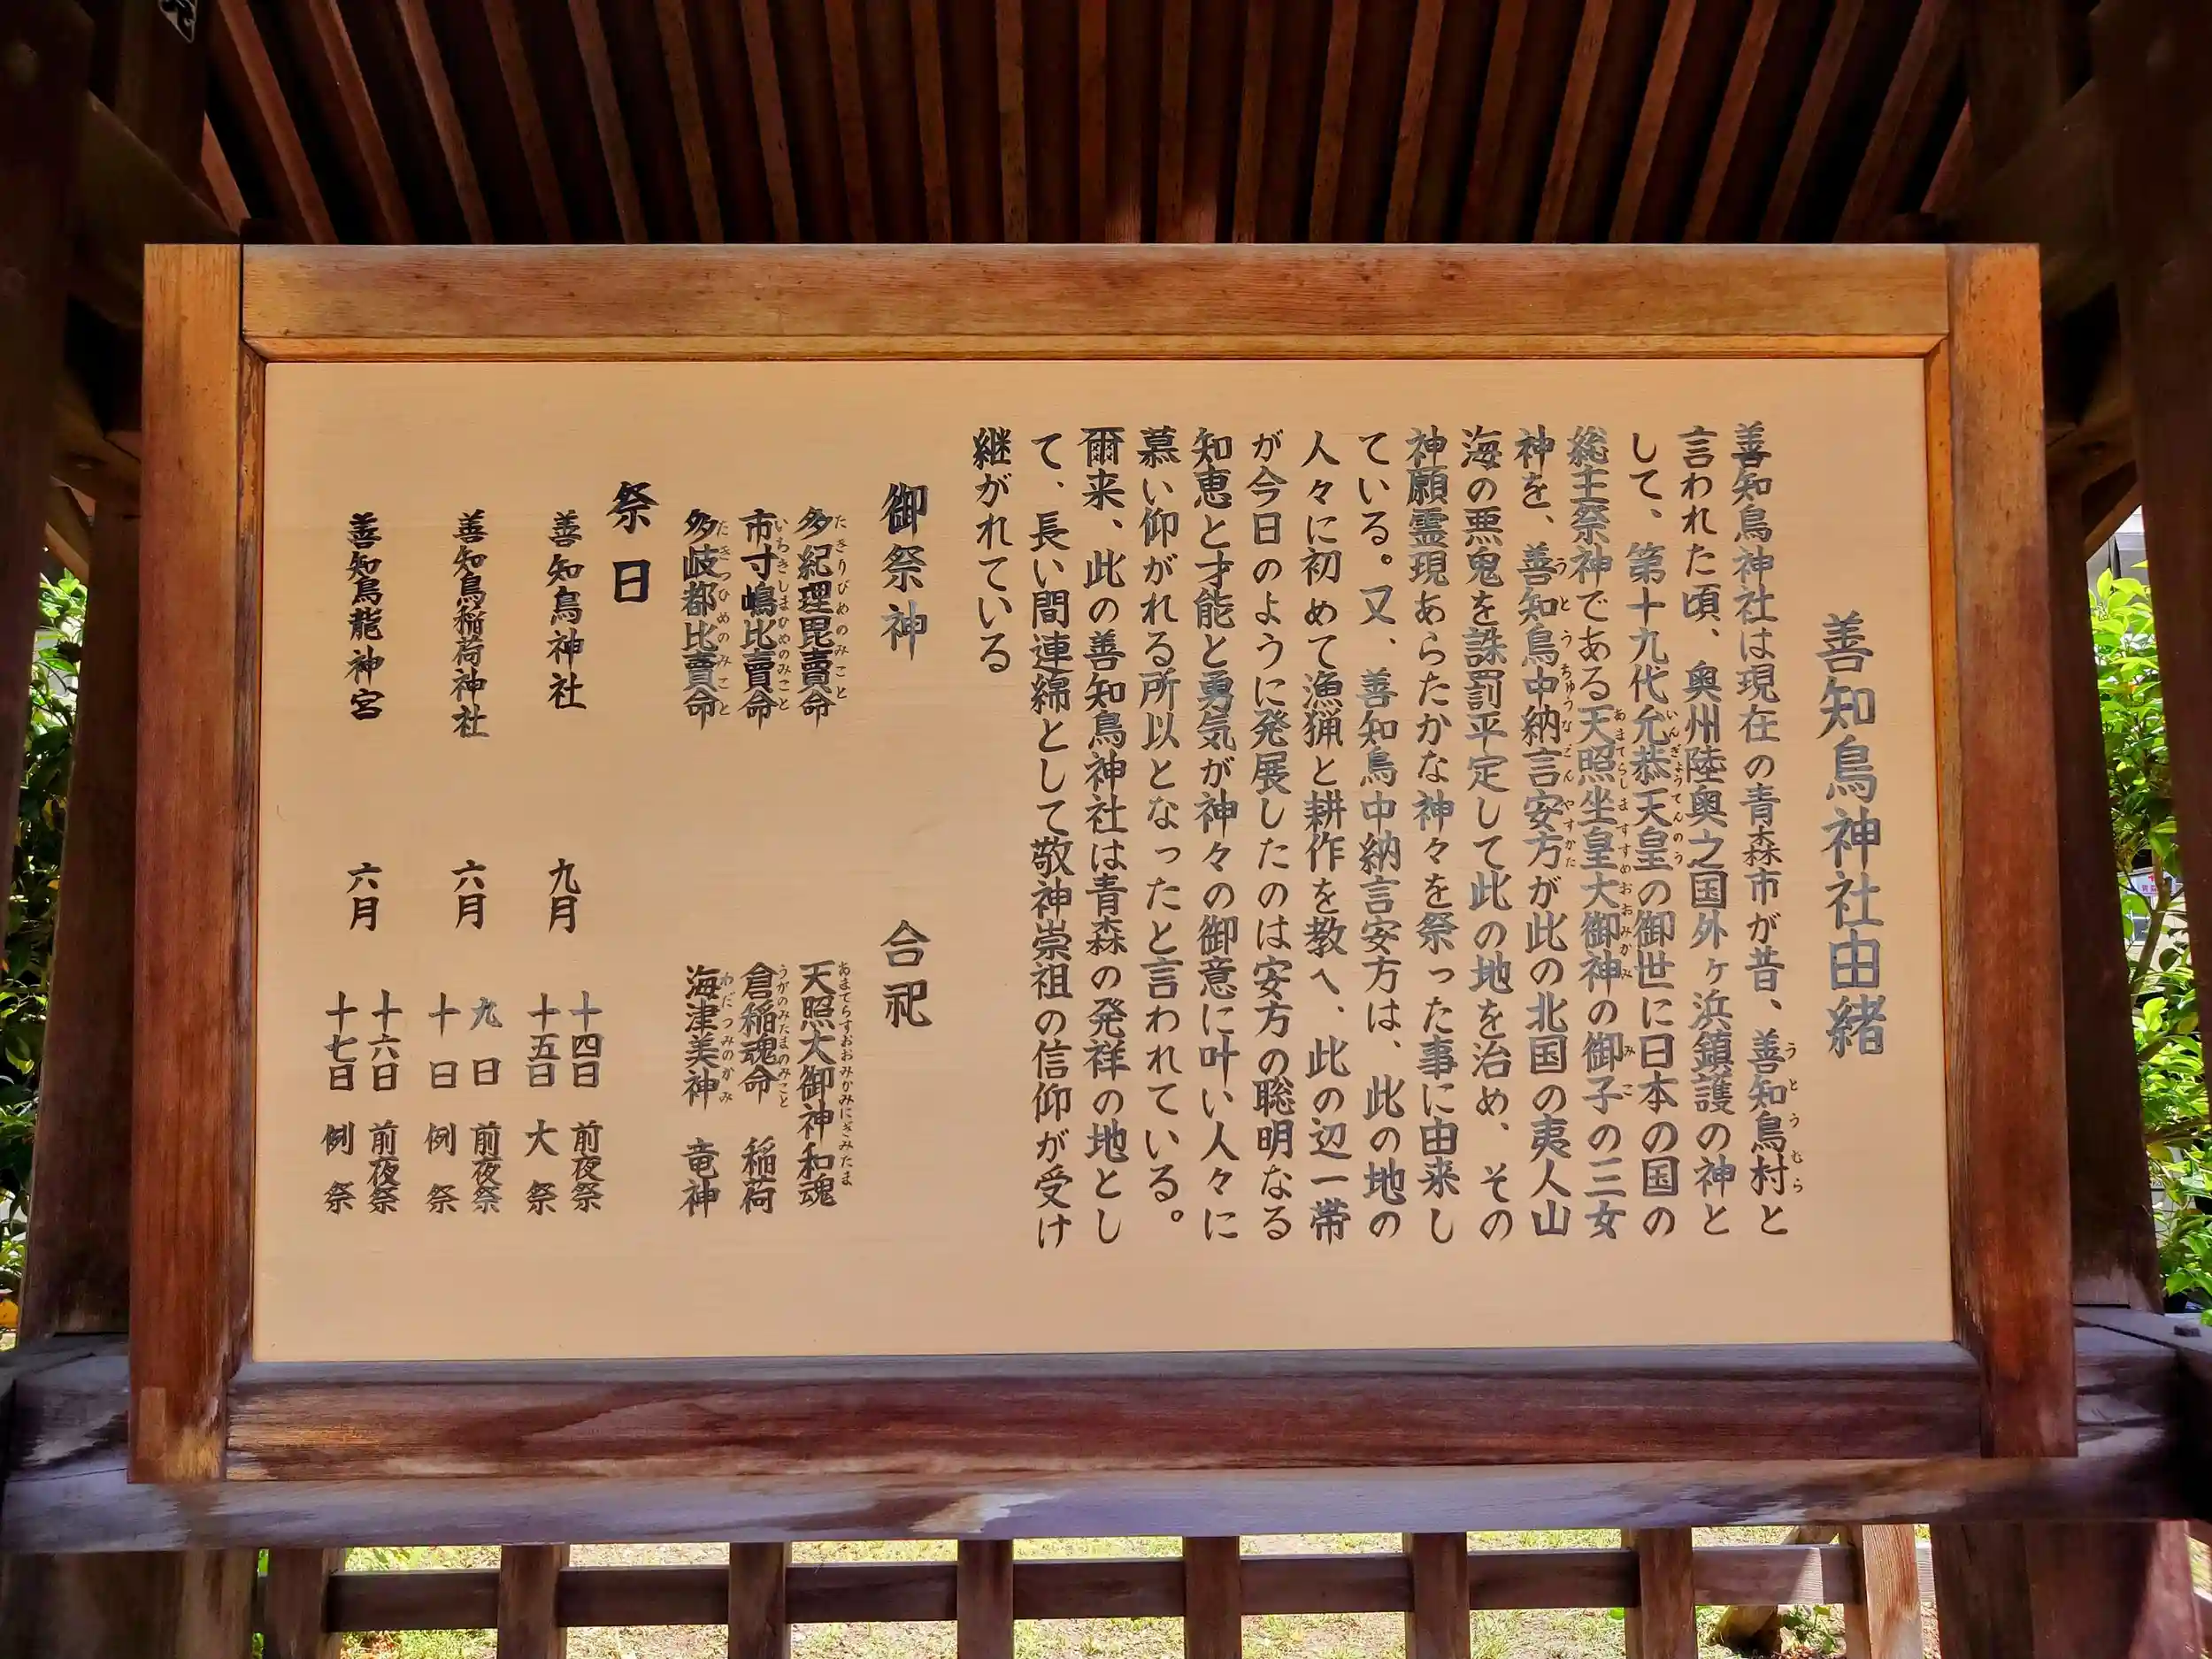 善知鳥神社由緒
善知鳥神社は現在の青森市が昔、善知鳥村と
言われた頃、奥州陸奥之国外ヶ浜鎮護の神と
して、第十九代允恭天皇の御世に日本の国の
総主祭神である天照坐皇大御神の御子の三女
神を、善知鳥中納言安方が此の北国の夷人山
海の悪鬼を誅罰平定して此の地を治め、その
神願霊現あらたかな神々を祭った事に由来し
ている。又、善知鳥中納言安方は、此の地の
人々に初めて漁猟と耕作を教へ、此の辺一帯
が今日のように発展したのは安方の聡明なる
知恵と才能と勇気が神々の御意に叶い人々に
慕い仰がれる所以となったと言われている。
爾来、此の善知鳥神社は青森の発祥の地とし
て、長い間連綿として敬神崇祖の信仰が受け
継がれている
御祭神
多紀理毘賣命
市寸嶋比賣命
多岐都比賣命
合祀
天照大御神和魂
倉稲魂命 稲荷
海津美神 竜神
祭日
善知鳥神社 九月 十四日 前夜祭
十五日 大祭
善知鳥稲荷神社 六月 九日 前夜祭
十日 例祭
善知鳥龍神宮 六月 十六日 前夜祭
十七日 例祭